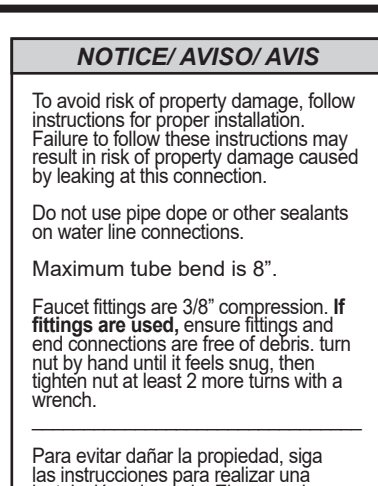 NOTICE/ AVISO/ AVIS
To avoid risk of property damage, follow
instructions for proper installation.
Failure to follow these instructions may
result in risk of property damage caused
by leaking at this connection.
Do not use pipe dope or other sealants
on water line connections.
Maximum tube bend is 8”.
Faucet fittings are 3/8” compression. If
fittings are used, ensure fittings and
end connections are free of debris. turn
nut by hand until it feels snug, then
tighten nut at least 2 more turns with a
wrench.
Para evitar dañar la propiedad, siga
las instrucciones para realizar una